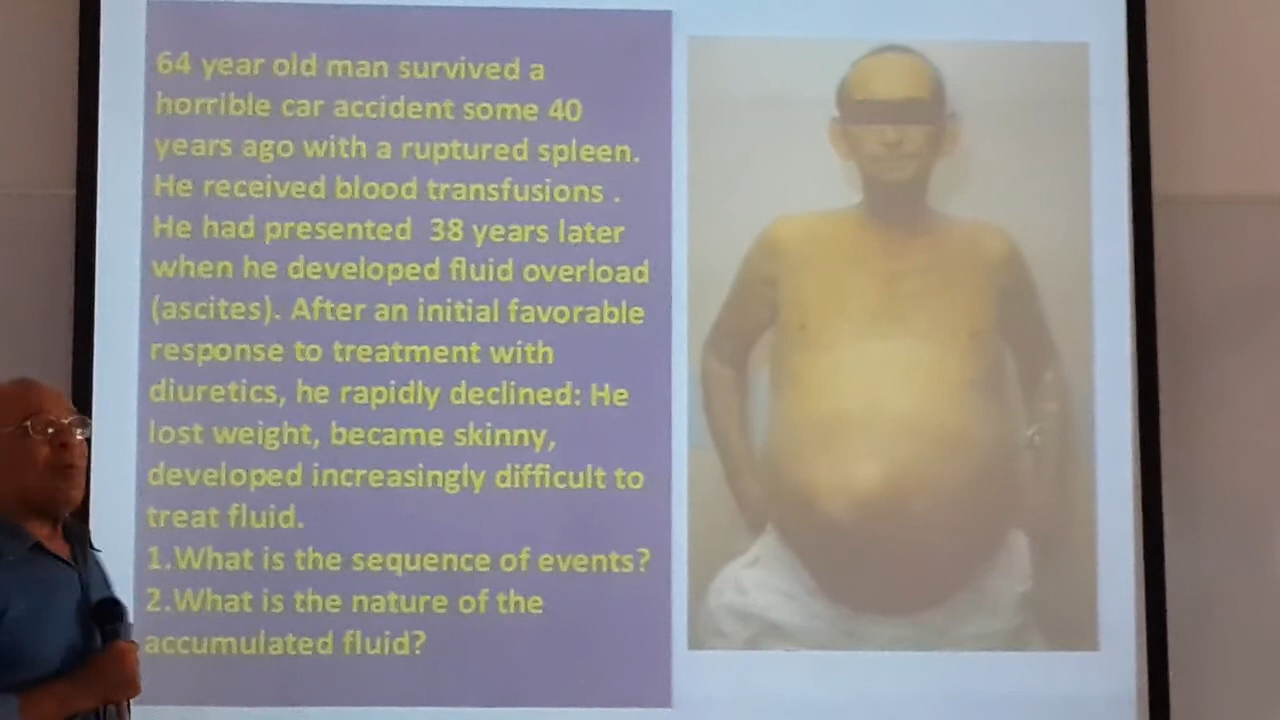 64 year old man survived a
horrible car accident some 40
years ago with a ruptured spleen.
He received blood transfusions .
He had presented 38 years later
when he developed fluid overload
(ascites). After an initial favorable
response to treatment with
diuretics, he rapidly declined: He
lost weight, became skinny,
developed increasingly difficult to
treat fluid.
1.What is the sequence of events?
2.What is the nature of the
accumulated fluid?